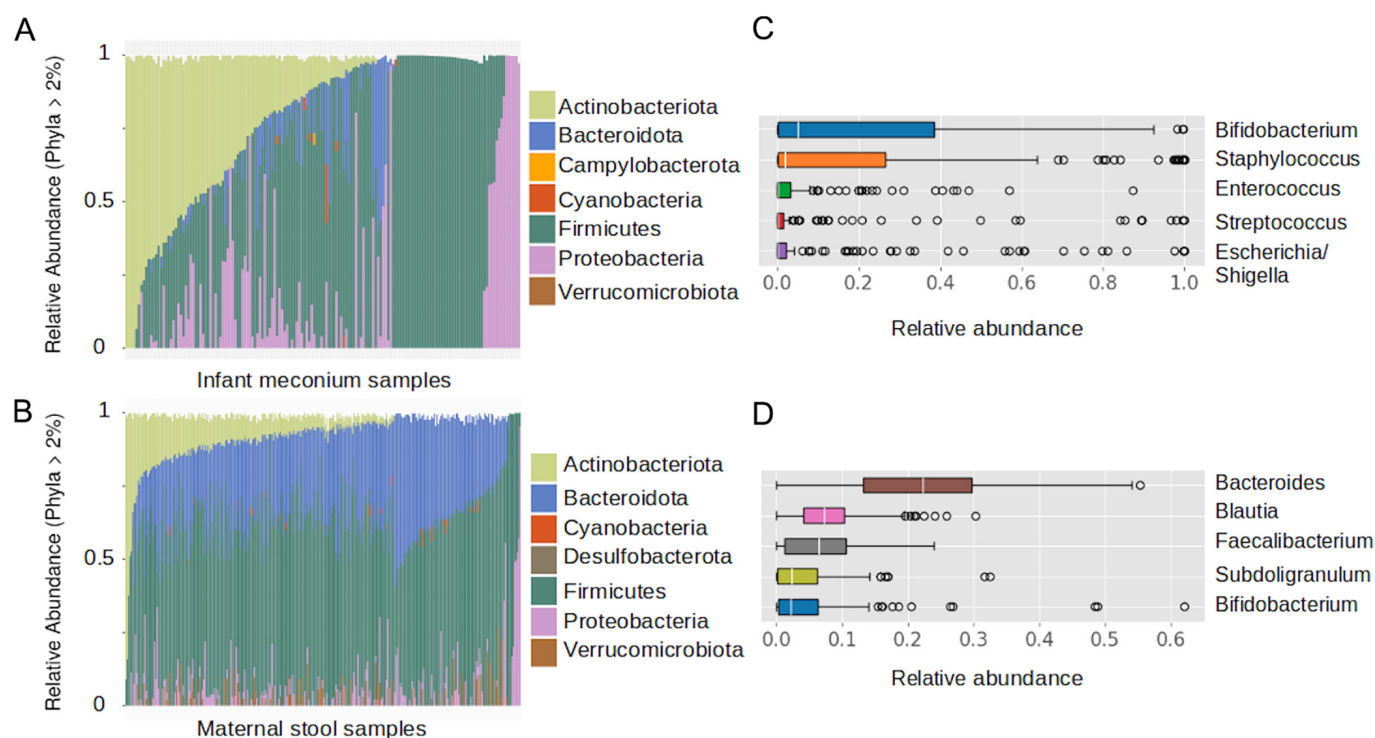 A
Relative Abundance (Phyla > 2%)
1
0.5
0
Infant meconium samples
Actinobacteriota
Bacteroidota
Campylobacterota
Cyanobacteria
Firmicutes
Proteobacteria
Verrucomicrobiota
C
Bifidobacterium
Staphylococcus
Enterococcus
Streptococcus
Escherichia/
Shigella
0.0 0.2 0.4 0.6 0.8 1.0
Relative abundance
B
Relative Abundance (Phyla > 2%)
1
0.5
0
Maternal stool samples
Actinobacteriota
Bacteroidota
Cyanobacteria
Desulfobacterota
Firmicutes
Proteobacteria
Verrucomicrobiota
D
Bacteroides
Blautia
Faecalibacterium
Subdoligranulum
Bifidobacterium
0.0 0.1 0.2 0.3 0.4 0.5 0.6
Relative abundance